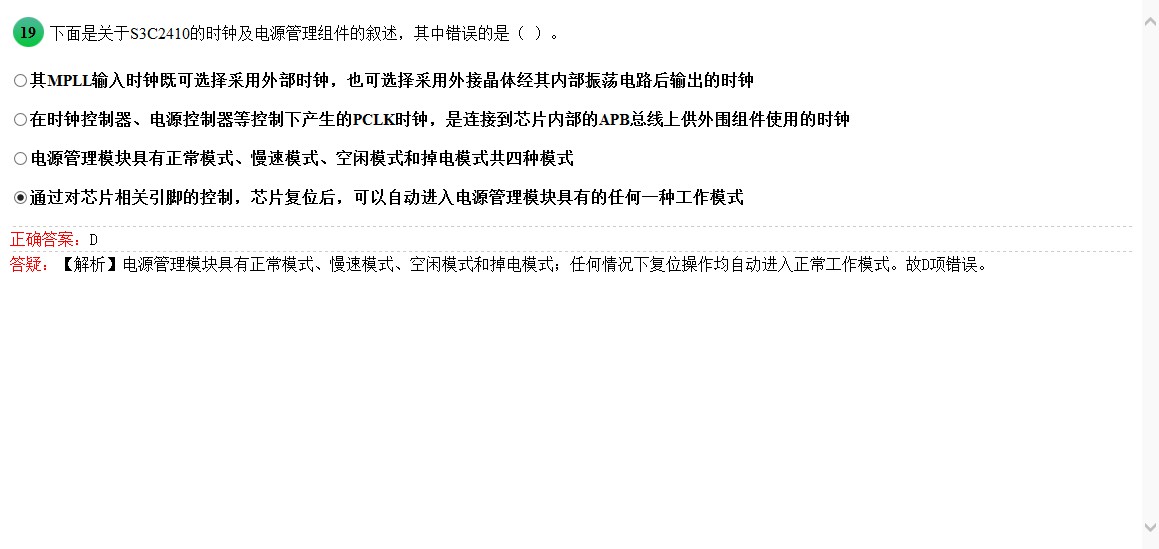 19 下面是关于S3C2410的时钟及电源管理组件的叙述，其中错误的是（ ）。
其MPLL输入时钟既可选择采用外部时钟，也可选择采用外接晶体经其内部振荡电路后输出的时钟
在时钟控制器、电源控制器等控制下产生的PCLK时钟，是连接到芯片内部的APB总线上供外围组件使用的时钟
电源管理模块具有正常模式、慢速模式、空闲模式和掉电模式共四种模式
通过对芯片相关引脚的控制，芯片复位后，可以自动进入电源管理模块具有的任何一种工作模式
正确答案：D
答疑：【解析】电源管理模块具有正常模式、慢速模式、空闲模式和掉电模式；任何情况下复位操作均自动进入正常工作模式。故D项错误。